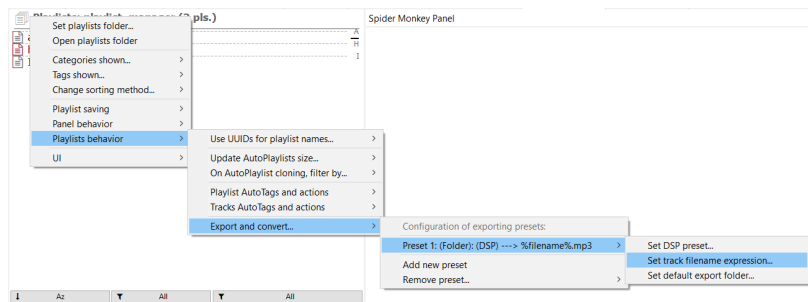 Playlists: playlist_manager (3 pls.)
Spider Monkey Panel
Set playlists folder...
Open playlists folder
A
H
I
Categories shown...
Tags shown...
Change sorting method...
Playlist saving
Panel behavior
Playlists behavior
UI
Use UUIDs for playlist names...
Update AutoPlaylists size...
On AutoPlaylist cloning, filter by...
Playlist AutoTags and actions
Tracks AutoTags and actions
Export and convert...
Configuration of exporting presets:
Preset 1: (Folder): (DSP) ---> %filename%.mp3
Add new preset
Remove preset...
Set DSP preset...
Set track filename expression...
Set default export folder...
Az
All
All